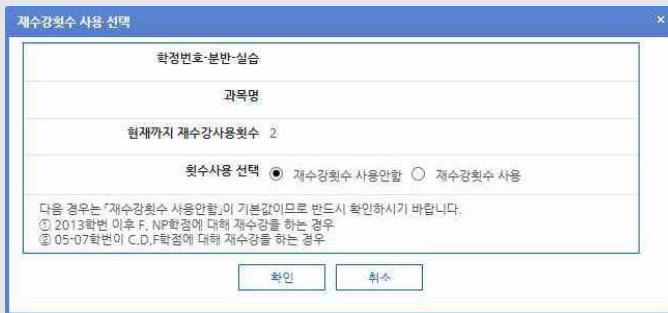 재수강횟수 사용 선택 ×
학정번호-분반-실습
과목명
현재까지 재수강사용횟수 2
횟수사용 선택 재수강횟수 사용안함 재수강횟수 사용
다음 경우는 「재수강횟수 사용안함」이 기본값이므로 반드시 확인하시기 바랍니다.
① 2013학번 이후 F, NP학점에 대해 재수강을 하는 경우
② 05-07학번이 C,D,F학점에 대해 재수강을 하는 경우
확인 취소